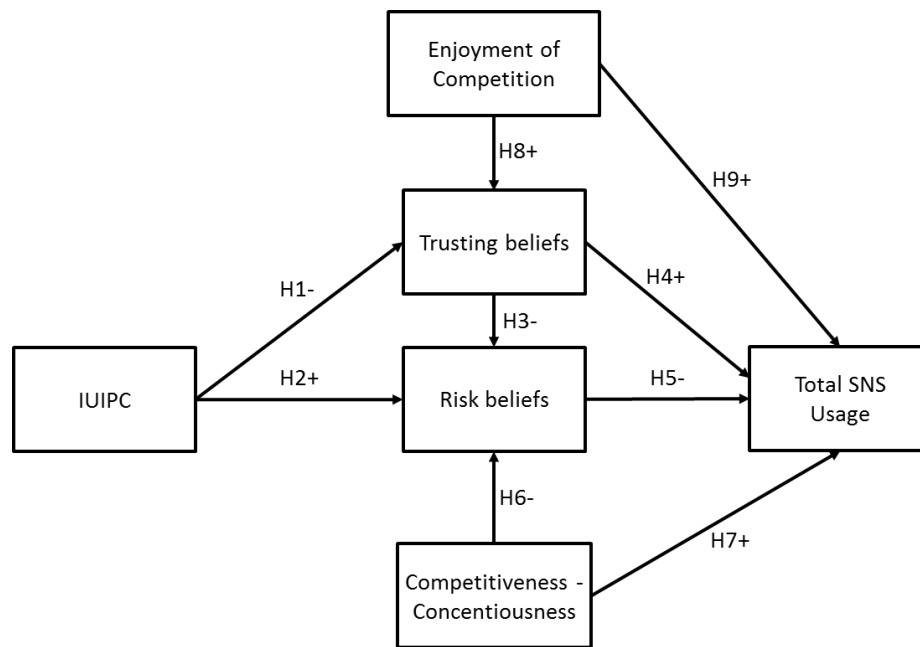 Enjoyment of
Competition
H8+
H9+
Trusting beliefs
H4+
H1-
H3-
IUIPC
H2+
Risk beliefs
H5-
Total SNS
Usage
H6-
H7+
Competitiveness -
Concentiousness